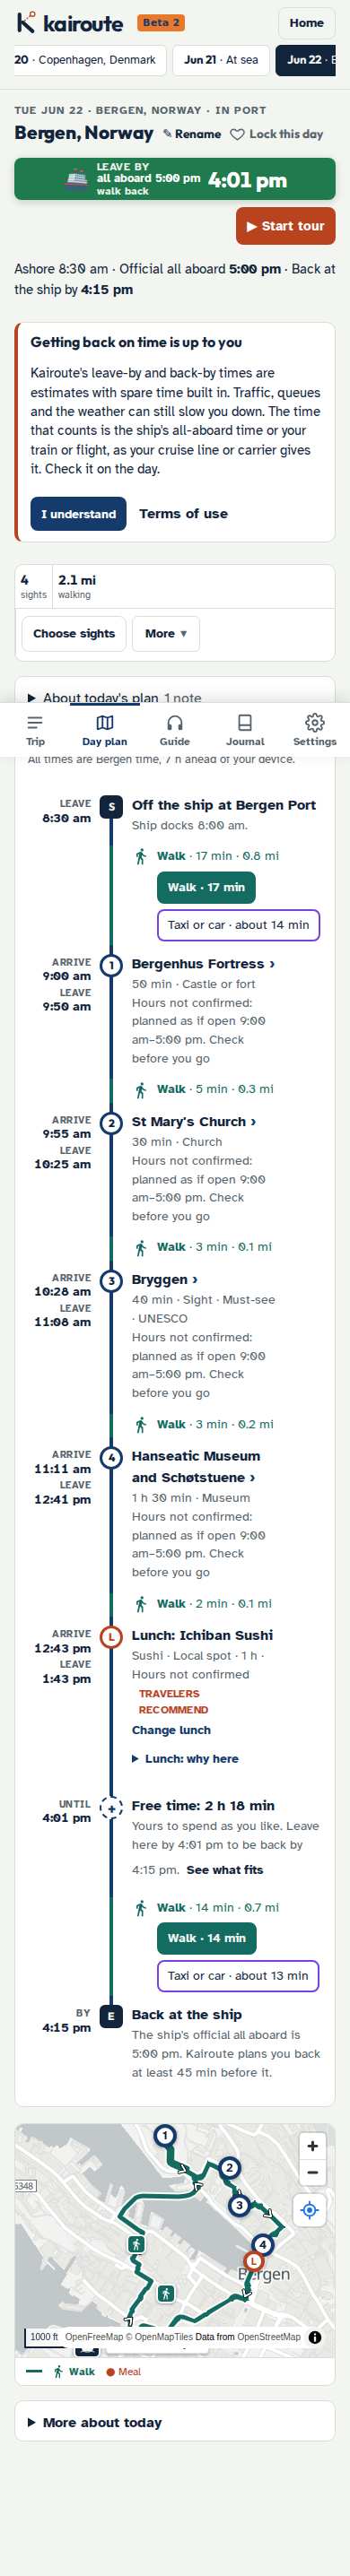 kairoute Beta 2 Home
20 · Copenhagen, Denmark Jun 21 · At sea Jun 22 ·
TUE JUN 22 · BERGEN, NORWAY · IN PORT
Bergen, Norway ✎ Rename Lock this day
LEAVE BY
all aboard 5:00 pm 4:01 pm
walk back
▶ Start tour
Ashore 8:30 am · Official all aboard 5:00 pm · Back at
the ship by 4:15 pm
Getting back on time is up to you
Kairoute's leave-by and back-by times are
estimates with spare time built in. Traffic, queues
and the weather can still slow you down. The time
that counts is the ship's all-aboard time or your
train or flight, as your cruise line or carrier gives
it. Check it on the day.
I understand Terms of use
4 2.1 mi
sights walking
Choose sights More ▼
▶ About today's plan 1 note
Trip Day plan Guide Journal Settings
All times are Bergen time, 7 h ahead of your device.
LEAVE S Off the ship at Bergen Port
8:30 am Ship docks 8:00 am.
Walk · 17 min · 0.8 mi
Walk · 17 min
Taxi or car · about 14 min
ARRIVE 1 Bergenhus Fortress ›
9:00 am 50 min · Castle or fort
LEAVE Hours not confirmed:
9:50 am planned as if open 9:00
am–5:00 pm. Check
before you go
Walk · 5 min · 0.3 mi
ARRIVE 2 St Mary's Church ›
9:55 am 30 min · Church
LEAVE Hours not confirmed:
10:25 am planned as if open 9:00
am–5:00 pm. Check
before you go
Walk · 3 min · 0.1 mi
ARRIVE 3 Bryggen ›
10:28 am 40 min · Sight · Must-see
LEAVE · UNESCO
11:08 am Hours not confirmed:
planned as if open 9:00
am–5:00 pm. Check
before you go
Walk · 3 min · 0.2 mi
ARRIVE 4 Hanseatic Museum
11:11 am and Schøtstuene ›
LEAVE 1 h 30 min · Museum
12:41 pm Hours not confirmed:
planned as if open 9:00
am–5:00 pm. Check
before you go
Walk · 2 min · 0.1 mi
ARRIVE L Lunch: Ichiban Sushi
12:43 pm Sushi · Local spot · 1 h ·
LEAVE Hours not confirmed
1:43 pm TRAVELERS
RECOMMEND
Change lunch
▶ Lunch: why here
UNTIL + Free time: 2 h 18 min
4:01 pm Yours to spend as you like. Leave
here by 4:01 pm to be back by
4:15 pm. See what fits
Walk · 14 min · 0.7 mi
Walk · 14 min
Taxi or car · about 13 min
BY E Back at the ship
4:15 pm The ship's official all aboard is
5:00 pm. Kairoute plans you back
at least 45 min before it.
1
2
3
4
L
Bergen
5348
+
−
1000 ft OpenFreeMap © OpenMapTiles Data from OpenStreetMap
Walk Meal
▶ More about today